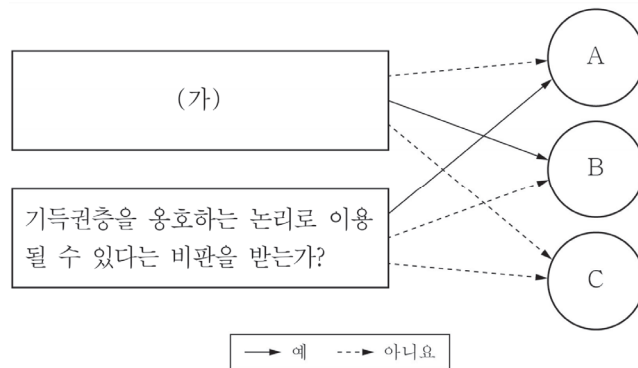 (가)
A
B
기득권층을 옹호하는 논리로 이용
될 수 있다는 비판을 받는가?
C
예
아니요